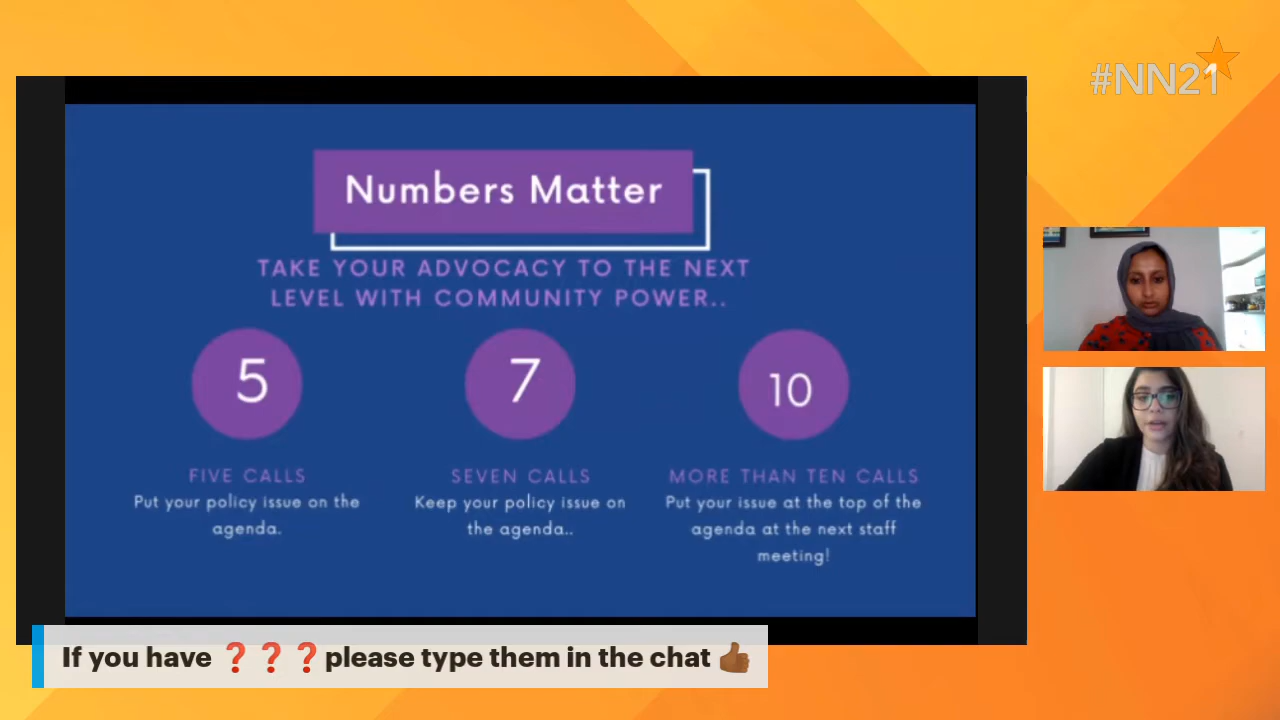 #NN21
Numbers Matter
TAKE YOUR ADVOCACY TO THE NEXT
LEVEL WITH COMMUNITY POWER..
5
FIVE CALLS
Put your policy issue on the
agenda.
7
SEVEN CALLS
Keep your policy issue on
the agenda..
10
MORE THAN TEN CALLS
Put your issue at the top of the
agenda at the next staff
meeting!
If you have ❓❓❓please type them in the chat 👍🏾